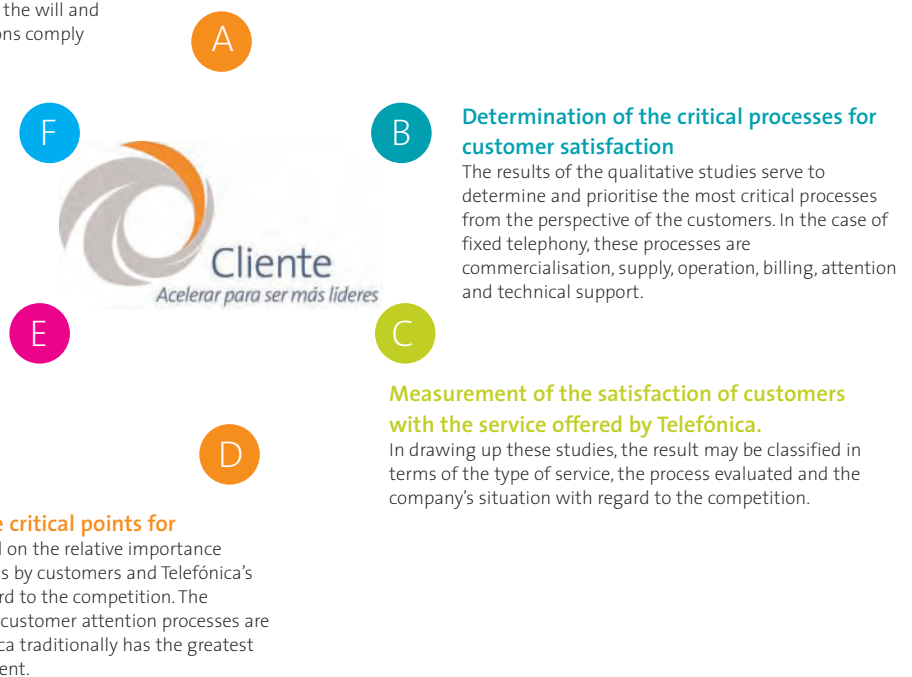 the will and
ons comply
A
F
B
Determination of the critical processes for
customer satisfaction
The results of the qualitative studies serve to
determine and prioritise the most critical processes
from the perspective of the customers. In the case of
fixed telephony, these processes are
commercialisation, supply, operation, billing, attention
and technical support.
Cliente
Acelerar para ser más líderes
E
C
Measurement of the satisfaction of customers
with the service offered by Telefónica.
In drawing up these studies, the result may be classified in
terms of the type of service, the process evaluated and the
company's situation with regard to the competition.
D
critical points for
on the relative importance
s by customers and Telefónica's
rd to the competition. The
customer attention processes are
ca traditionally has the greatest
ent.